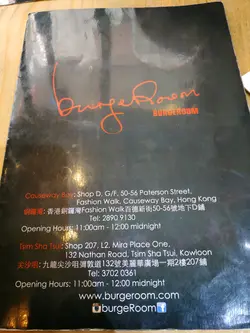 burgeRoom
BURGEROOM
Causeway Bay: Shop D, G/F, 50-56 Paterson Street,
Fashion Walk, Causeway Bay, Hong Kong
銅鑼灣: 香港銅鑼灣Fashion Walk百德新街50-56號地下D鋪
Tel: 2890 9130
Opening Hours: 11:00am - 12:00 midnight
Tsim Sha Tsui: Shop 207, L2, Mira Place One,
132 Nathan Road, Tsim Sha Tsui, Kowloon
尖沙咀: 九龍尖沙咀彌敦道132號美麗華廣場一期2樓207鋪
Tel: 3702 0361
Opening Hours: 11:00am - 12:00 midnight
www.burgeroom.com
burgeRoom